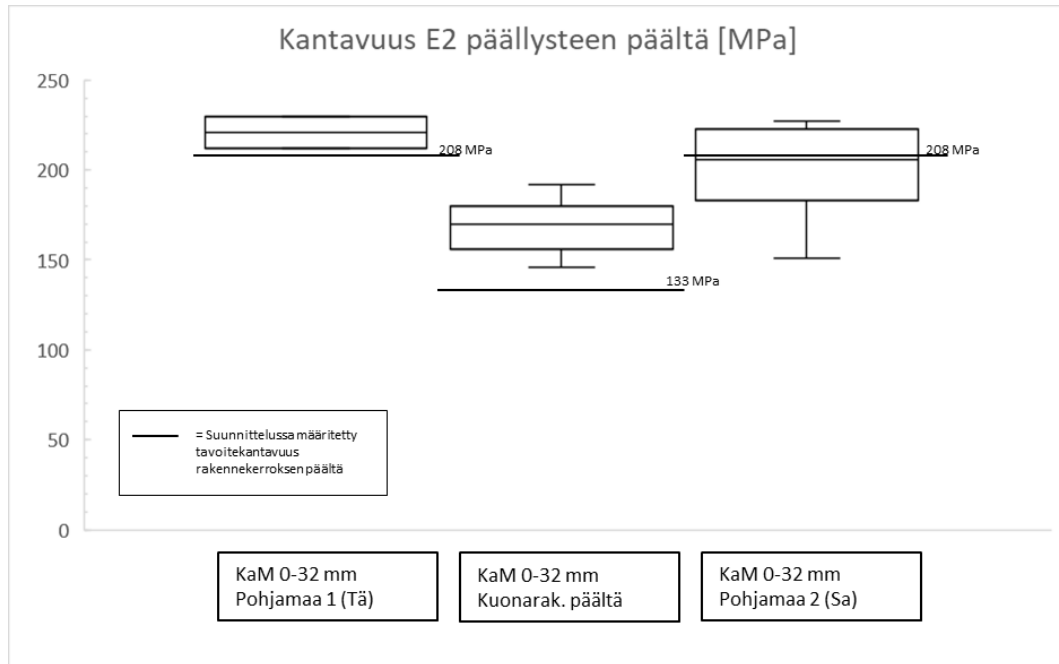 Kantavuus E2 päällysteen päältä [MPa]
250
200
150
100
50
0
208 MPa
133 MPa
208 MPa
= Suunnittelussa määritetty
tavoitekantavuus
rakennekerroksen päältä
KaM 0-32 mm
Pohjamaa 1 (Tä)
KaM 0-32 mm
Kuonarak. päältä
KaM 0-32 mm
Pohjamaa 2 (Sa)